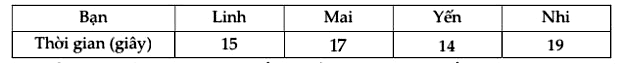 Bạn Linh Mai Yến Nhi
Thời gian (giây) 15 17 14 19